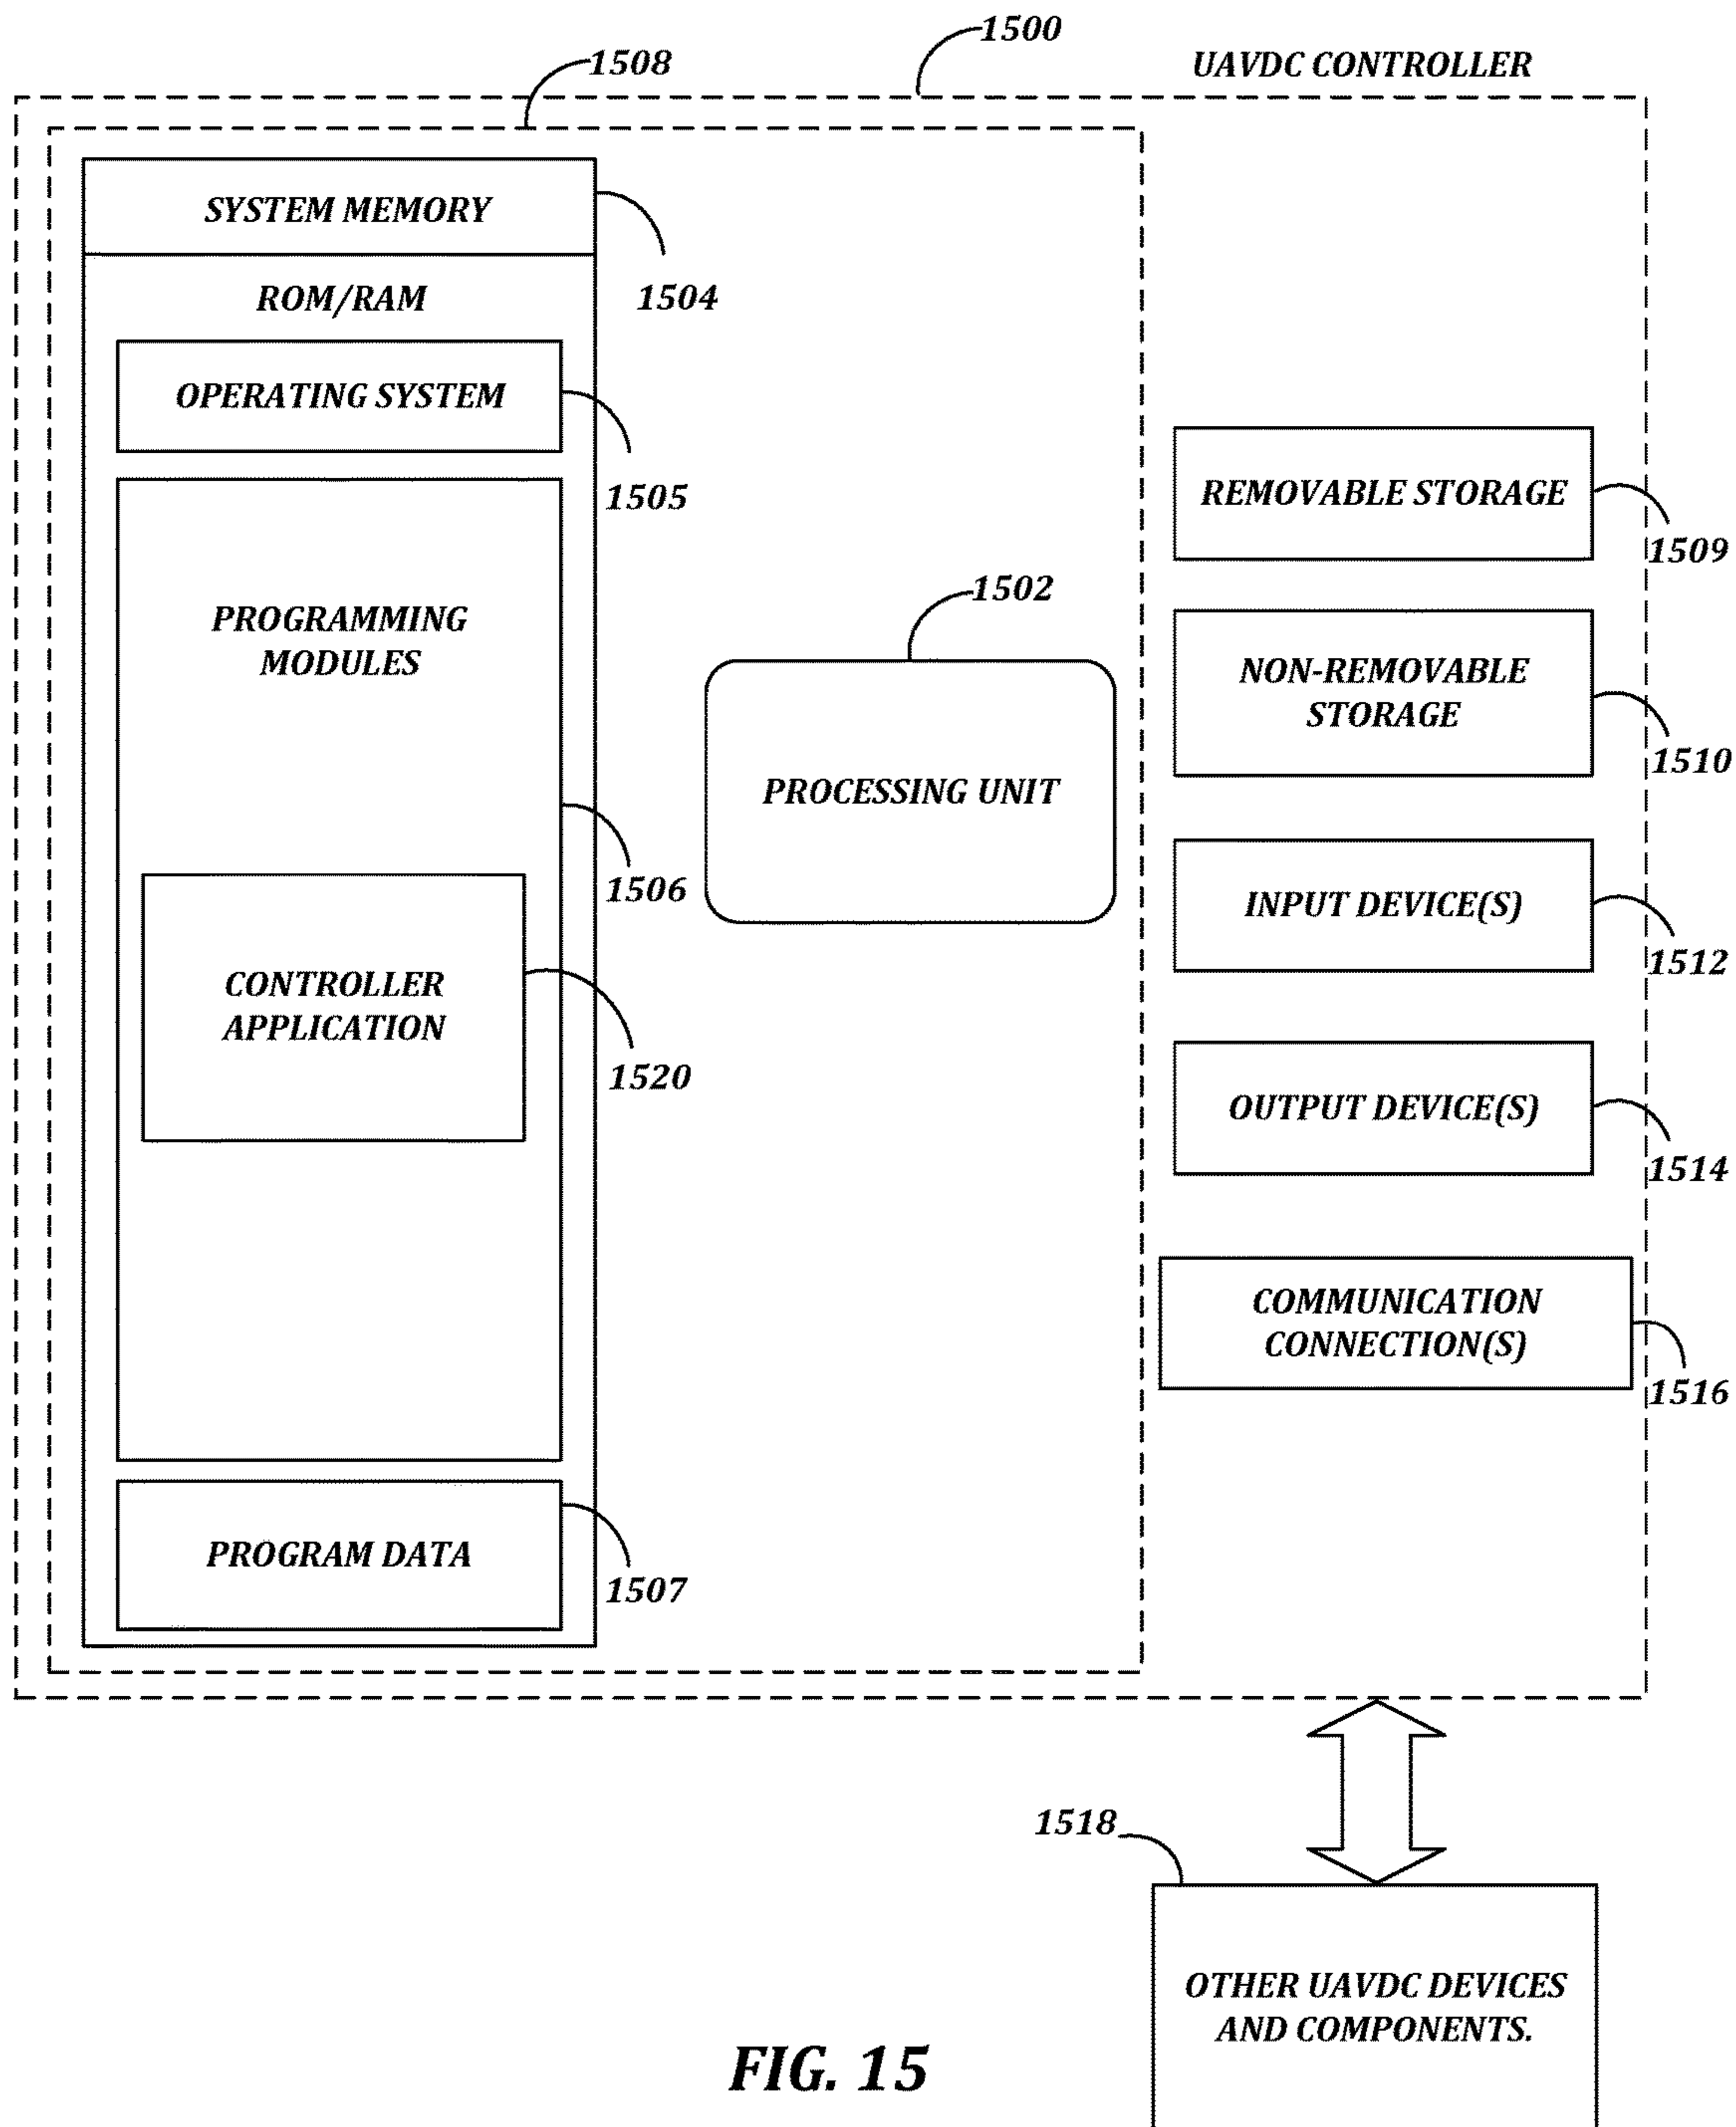 1500
UAVDC CONTROLLER
1508
SYSTEM MEMORY
1504
ROM/RAM
OPERATING SYSTEM
1505
PROGRAMMING
MODULES
1506
CONTROLLER
APPLICATION
1520
PROGRAM DATA
1507
1502
PROCESSING UNIT
REMOVABLE STORAGE
1509
NON-REMOVABLE
STORAGE
1510
INPUT DEVICE(S)
1512
OUTPUT DEVICE(S)
1514
COMMUNICATION
CONNECTION(S)
1516
1518
OTHER UAVDC DEVICES
AND COMPONENTS.
FIG. 15